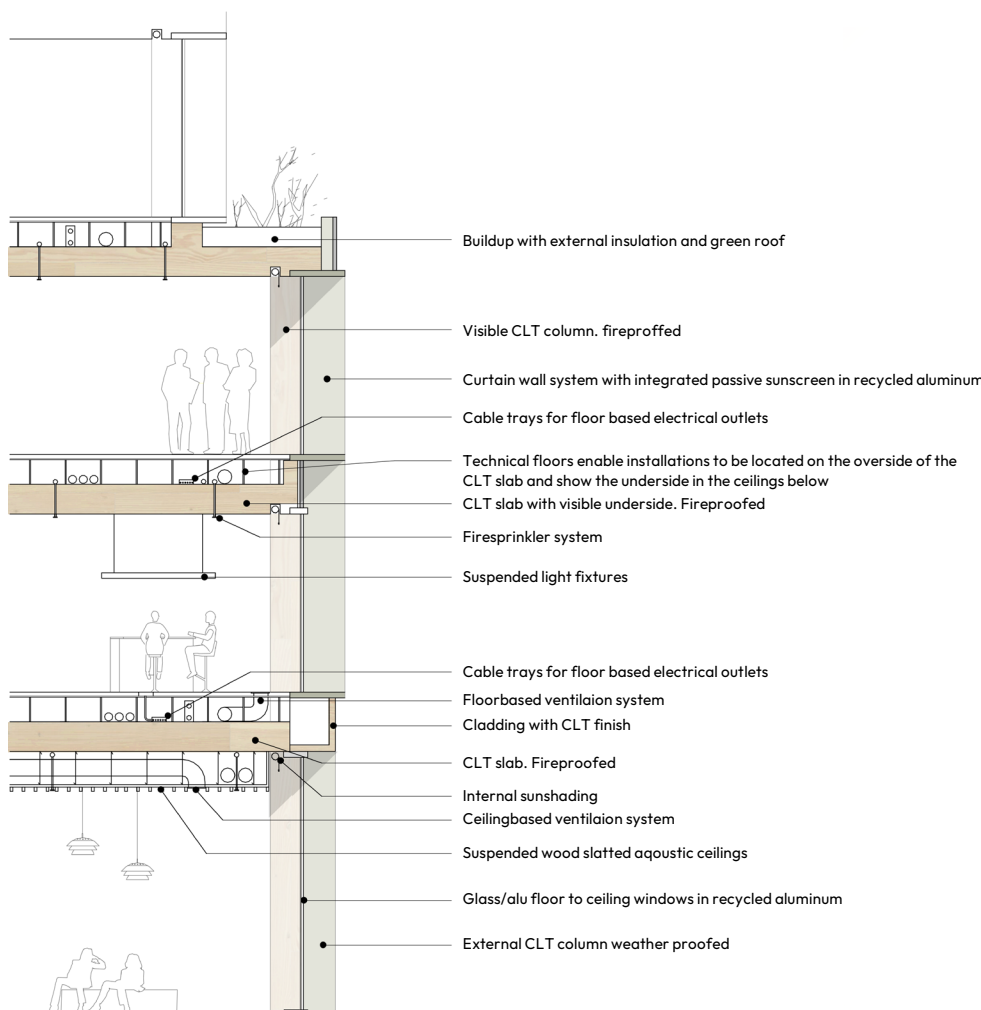 Buildup with external insulation and green roof
Visible CLT column. fireproffed
Curtain wall system with integrated passive sunscreen in recycled aluminum
Cable trays for floor based electrical outlets
Technical floors enable installations to be located on the overside of the
CLT slab and show the underside in the ceilings below
CLT slab with visible underside. Fireproofed
Firesprinkler system
Suspended light fixtures
Cable trays for floor based electrical outlets
Floorbased ventilaion system
Cladding with CLT finish
CLT slab. Fireproofed
Internal sunshading
Ceilingbased ventilaion system
Suspended wood slatted aqoustic ceilings
Glass/alu floor to ceiling windows in recycled aluminum
External CLT column weather proofed